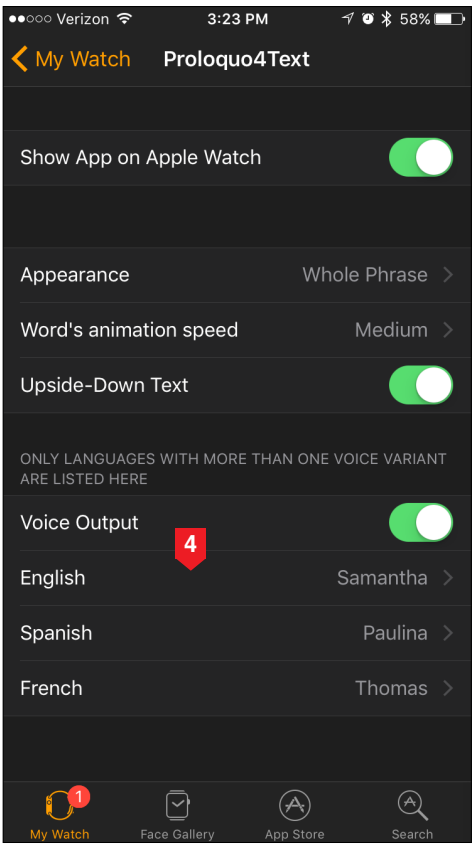 Verizon 3:23 PM 58%
My Watch Proloquo4Text
Show App on Apple Watch
Appearance Whole Phrase
Word's animation speed Medium
Upside-Down Text
ONLY LANGUAGES WITH MORE THAN ONE VOICE VARIANT
ARE LISTED HERE
Voice Output
4
English Samantha
Spanish Paulina
French Thomas
1
My Watch Face Gallery App Store Search